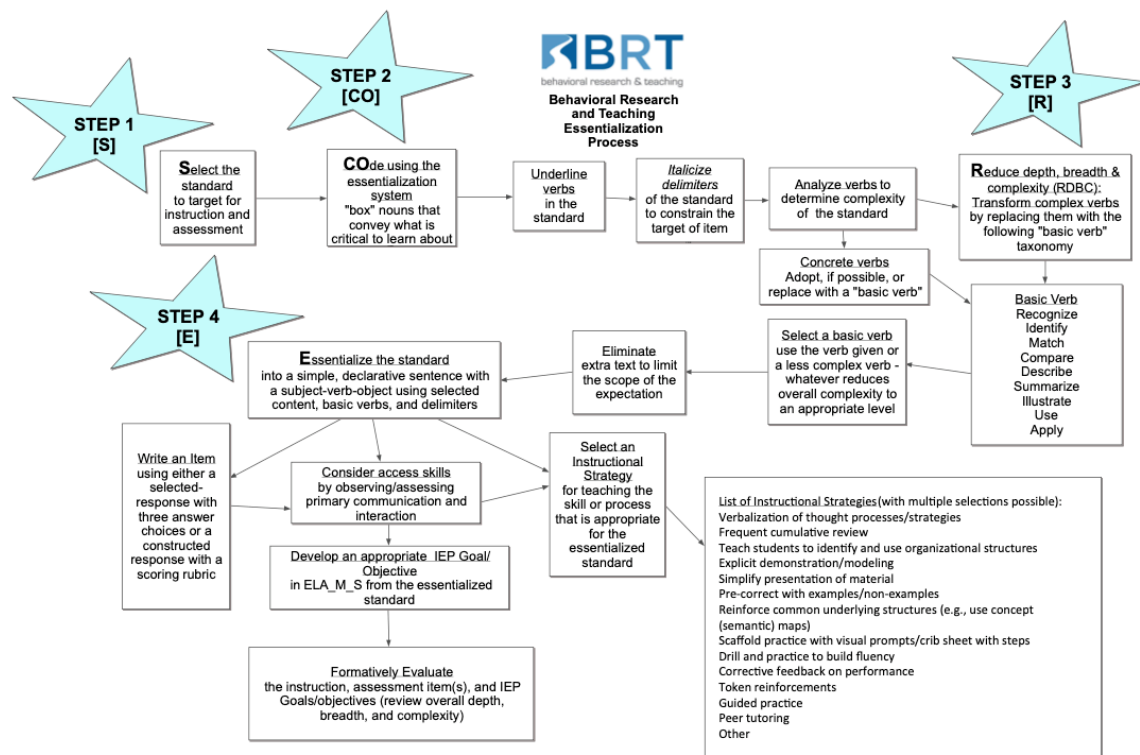 BRT
behavioral research & teaching
Behavioral Research
and Teaching
Essentialization
Process
STEP 1
[S]
STEP 2
[CO]
STEP 3
[R]
Select the
standard
to target for
instruction and
assessment
COde using the
essentialization
system
"box" nouns that
convey what is
critical to learn about
Underline
verbs
in the
standard
Italicize
delimiters
of the standard
to constrain the
target of item
Analyze verbs to
determine complexity
of the standard
Reduce depth, breadth &
complexity (RDBC):
Transform complex verbs
by replacing them with the
following "basic verb"
taxonomy
Concrete verbs
Adopt, if possible, or
replace with a "basic verb"
Basic Verb
Recognize
Identify
Match
Compare
Describe
Summarize
Illustrate
Use
Apply
Select a basic verb
use the verb given or
a less complex verb -
whatever reduces
overall complexity to
an appropriate level
Eliminate
extra text to limit
the scope of the
expectation
STEP 4
[E]
Essentialize the standard
into a simple, declarative sentence with
a subject-verb-object using selected
content, basic verbs, and delimiters
Write an Item
using either a
selected-
response with
three answer
choices or a
constructed
response with a
scoring rubric
Consider access skills
by observing/assessing
primary communication and
interaction
Select an
Instructional
Strategy
for teaching the
skill or process
that is appropriate
for the
essentialized
standard
Develop an appropriate IEP Goal/
Objective
in ELA_M_S from the essentialized
standard
Formatively Evaluate
the instruction, assessment item(s), and IEP
Goals/objectives (review overall depth,
breadth, and complexity)
List of Instructional Strategies(with multiple selections possible):
Verbalization of thought processes/strategies
Frequent cumulative review
Teach students to identify and use organizational structures
Explicit demonstration/modeling
Simplify presentation of material
Pre-correct with examples/non-examples
Reinforce common underlying structures (e.g., use concept
(semantic) maps)
Scaffold practice with visual prompts/crib sheet with steps
Drill and practice to build fluency
Corrective feedback on performance
Token reinforcements
Guided practice
Peer tutoring
Other